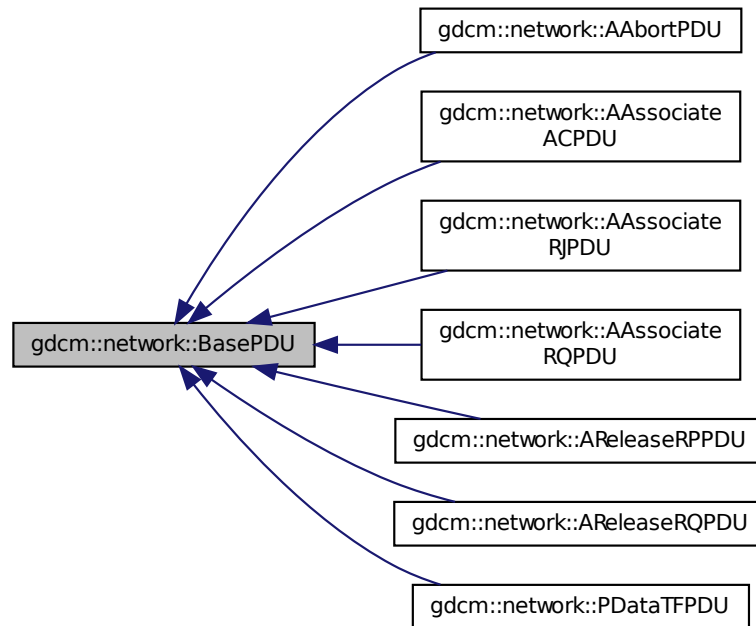 gdcm::network::AAbortPDU
gdcm::network::AAssociate
ACPDU
gdcm::network::AAssociate
RJPDU
gdcm::network::BasePDU
gdcm::network::AAssociate
RQPDU
gdcm::network::AReleaseRPPDU
gdcm::network::AReleaseRQPDU
gdcm::network::PDataTFPDU